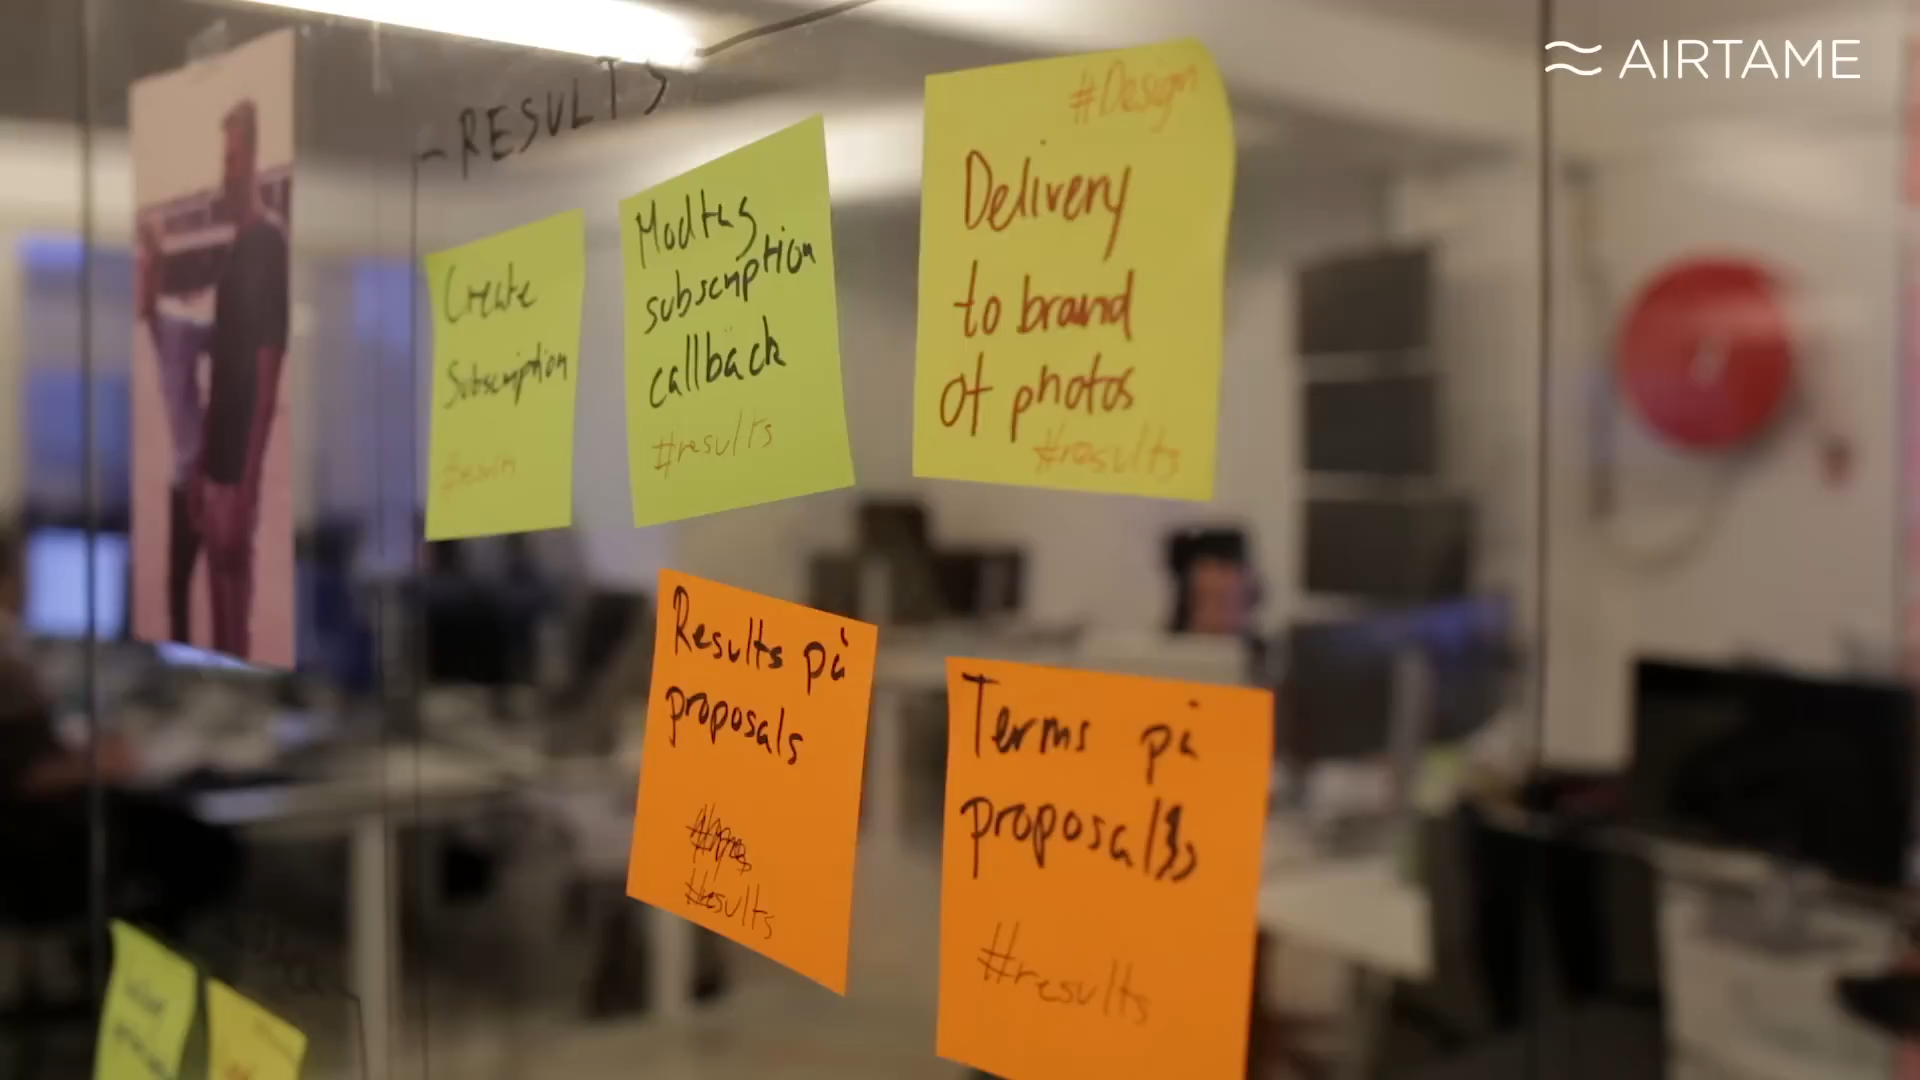 AIRTAME
-RESULTS
Create
Subscription
Modtag
subscription
callback
#results
#Design
Delivery
to brand
of photos
#results
Results på
proposals
#results
Terms på
proposals
#results